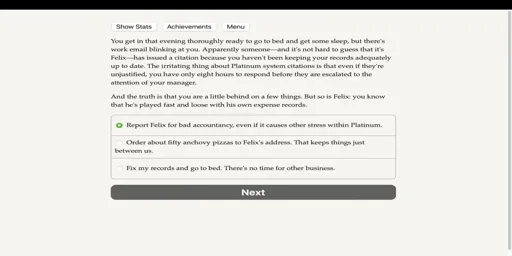 Show Stats Achievements Menu
You get in that evening thoroughly ready to go to bed and get some sleep, but there's
work email blinking at you. Apparently someone—and it's not hard to guess that it's
Felix—has issued a citation because you haven't been keeping your records adequately
up to date. The irritating thing about Platinum system citations is that even if they're
unjustified, you have only eight hours to respond before they are escalated to the
attention of your manager.
And the truth is that you are a little behind on a few things. But so is Felix: you know
that he's played fast and loose with his own expense records.
Report Felix for bad accountancy, even if it causes other stress within Platinum.
Order about fifty anchovy pizzas to Felix's address. That keeps things just
between us.
Fix my records and go to bed. There's no time for other business.
Next